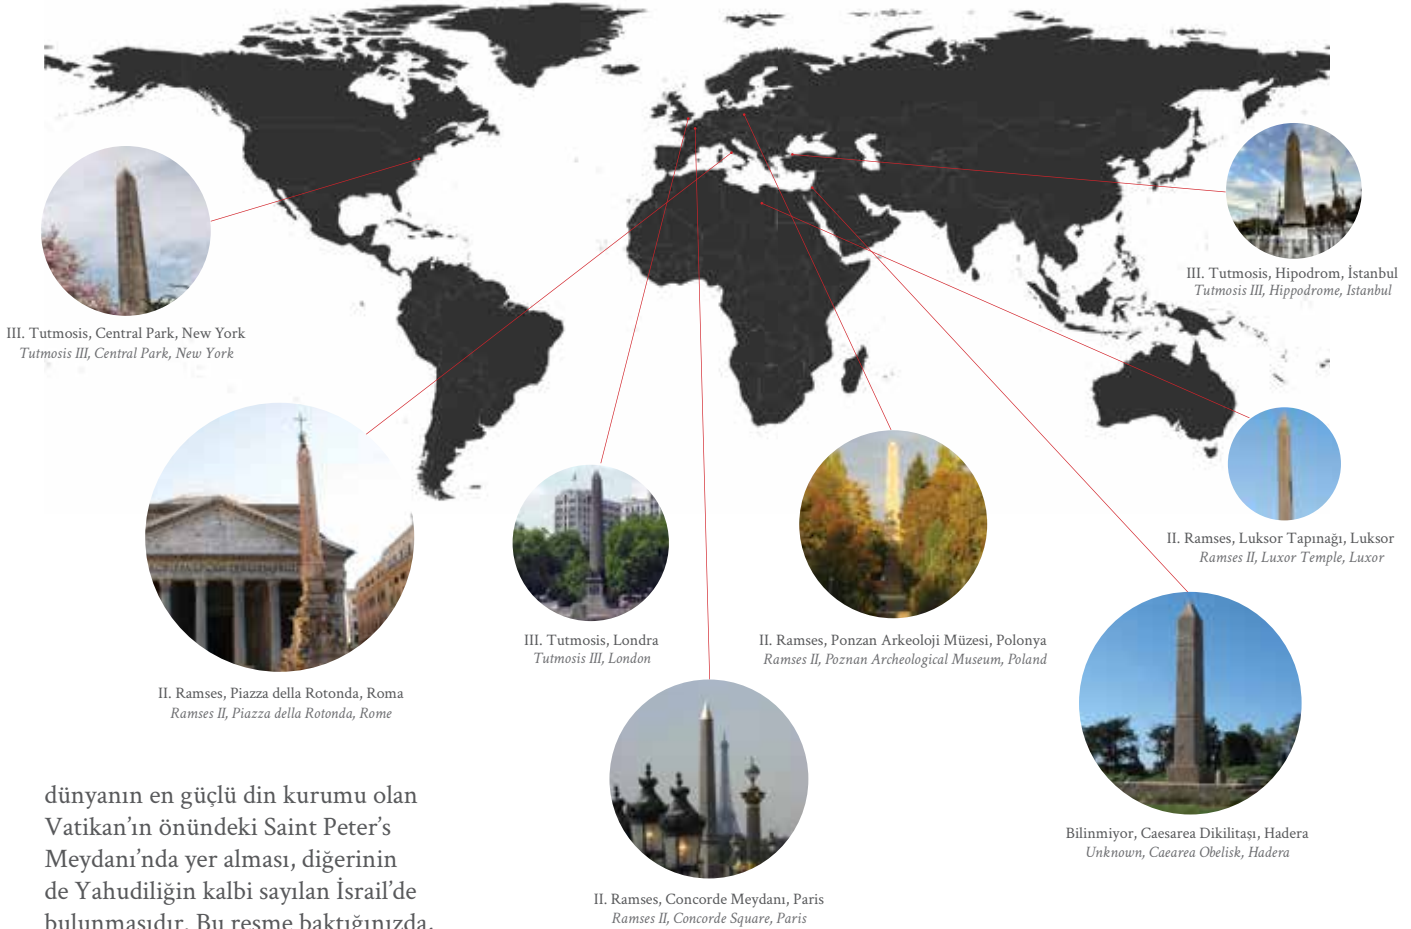 III. Tutmosis, Central Park, New York
Tutmosis III, Central Park, New York
III. Tutmosis, Hipodrom, İstanbul
Tutmosis III, Hippodrome, Istanbul
II. Ramses, Piazza della Rotonda, Roma
Ramses II, Piazza della Rotonda, Rome
III. Tutmosis, Londra
Tutmosis III, London
II. Ramses, Ponzan Arkeoloji Müzesi, Polonya
Ramses II, Poznan Archeological Museum, Poland
II. Ramses, Luksor Tapınağı, Luksor
Ramses II, Luxor Temple, Luxor
II. Ramses, Concorde Meydanı, Paris
Ramses II, Concorde Square, Paris
Bilinmiyor, Caesarea Dikilitaşı, Hadera
Unknown, Caearea Obelisk, Hadera
dünyanın en güçlü din kurumu olan
Vatikan’ın önündeki Saint Peter’s
Meydanı’nda yer alması, diğerinin
de Yahudiliğin kalbi sayılan İsrail’de
bulunmasıdır. Bu resme baktığınızda,